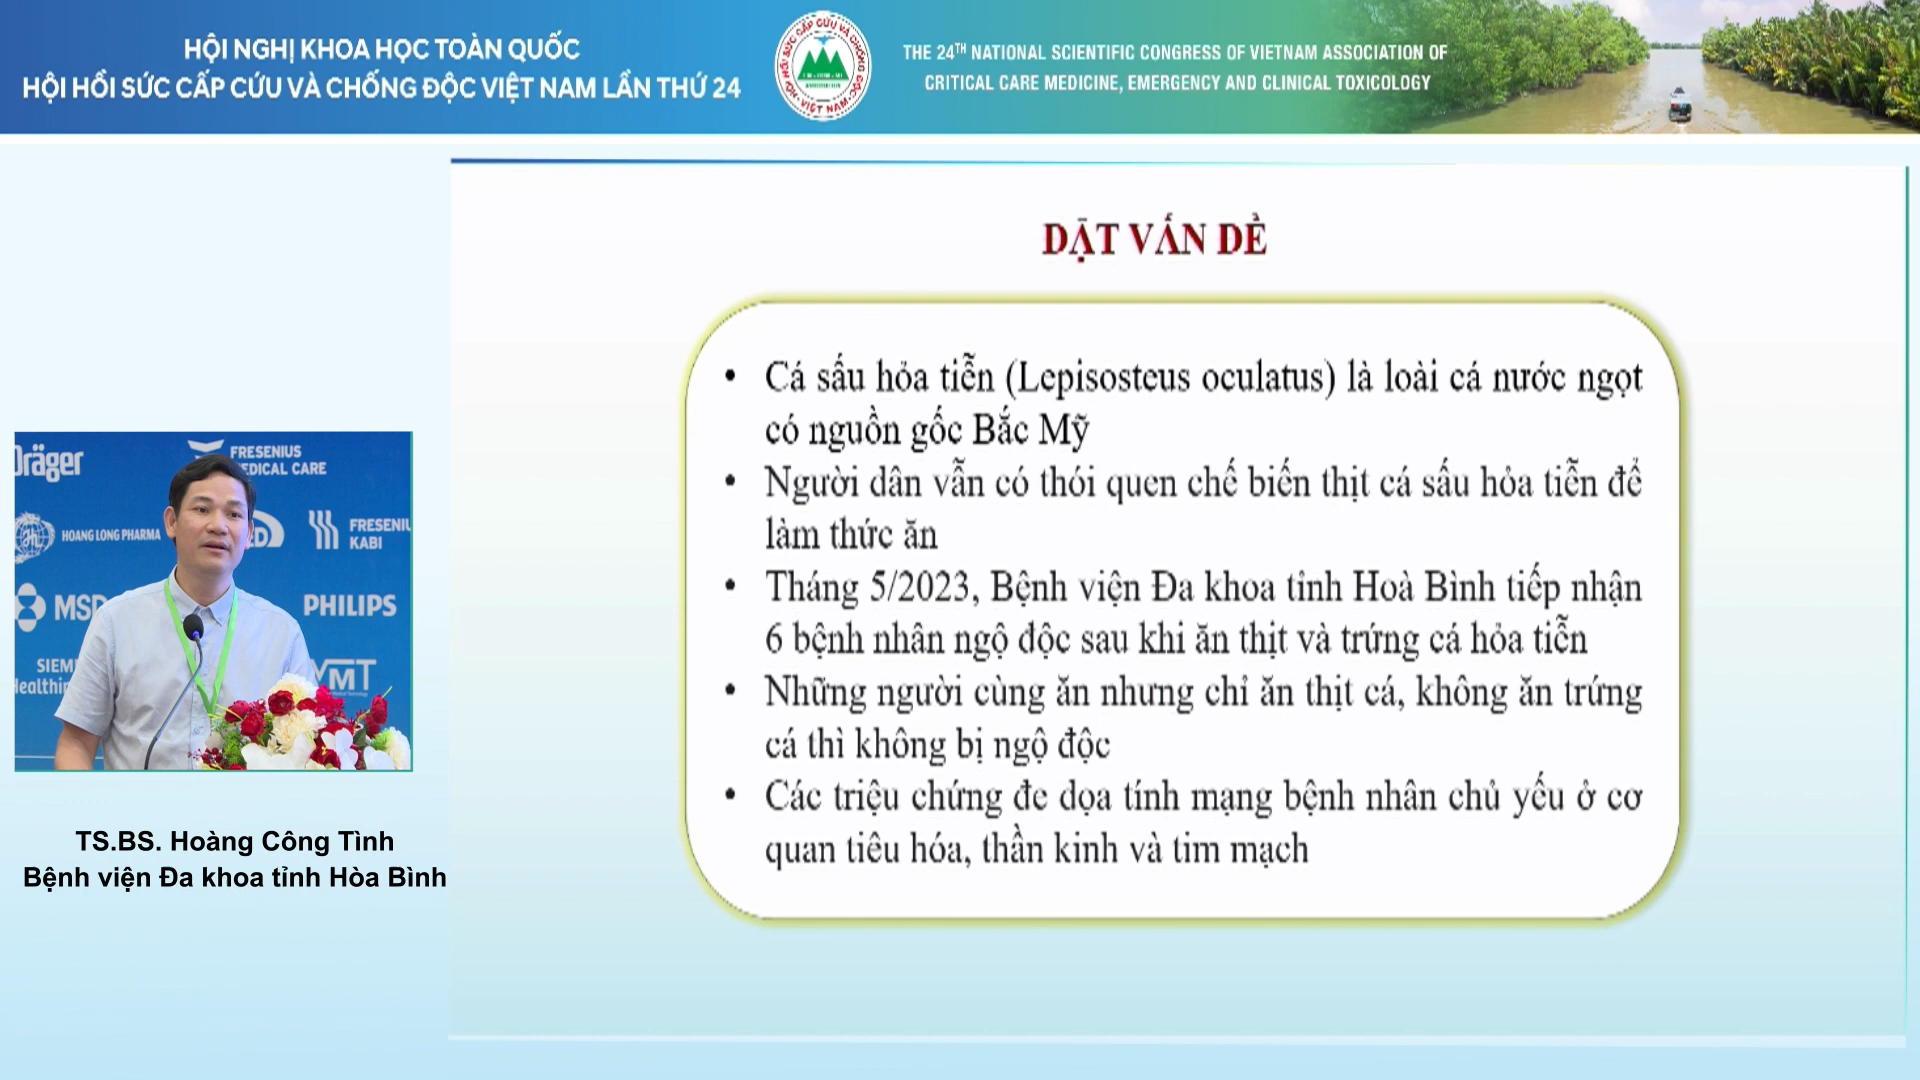 HỘI NGHỊ KHOA HỌC TOÀN QUỐC
HỘI HỒI SỨC CẤP CỨU VÀ CHỐNG ĐỘC VIỆT NAM LẦN THỨ 24
THE 24TH NATIONAL SCIENTIFIC CONGRESS OF VIETNAM ASSOCIATION OF
CRITICAL CARE MEDICINE, EMERGENCY AND CLINICAL TOXICOLOGY
ĐẶT VẤN ĐỀ
• Cá sấu hỏa tiễn (Lepisosteus oculatus) là loài cá nước ngọt
có nguồn gốc Bắc Mỹ
• Người dân vẫn có thói quen chế biến thịt cá sấu hỏa tiễn để
làm thức ăn
• Tháng 5/2023, Bệnh viện Đa khoa tỉnh Hoà Bình tiếp nhận
6 bệnh nhân ngộ độc sau khi ăn thịt và trứng cá hỏa tiễn
• Những người cùng ăn nhưng chỉ ăn thịt cá, không ăn trứng
cá thì không bị ngộ độc
• Các triệu chứng đe dọa tính mạng bệnh nhân chủ yếu ở cơ
quan tiêu hóa, thần kinh và tim mạch
Dräger
FRESENIUS
MEDICAL CARE
HOANG LONG PHARMA
FRESENIU
KABI
MSD
PHILIPS
SIEM
Healthin
VMT
TS.BS. Hoàng Công Tình
Bệnh viện Đa khoa tỉnh Hòa Bình